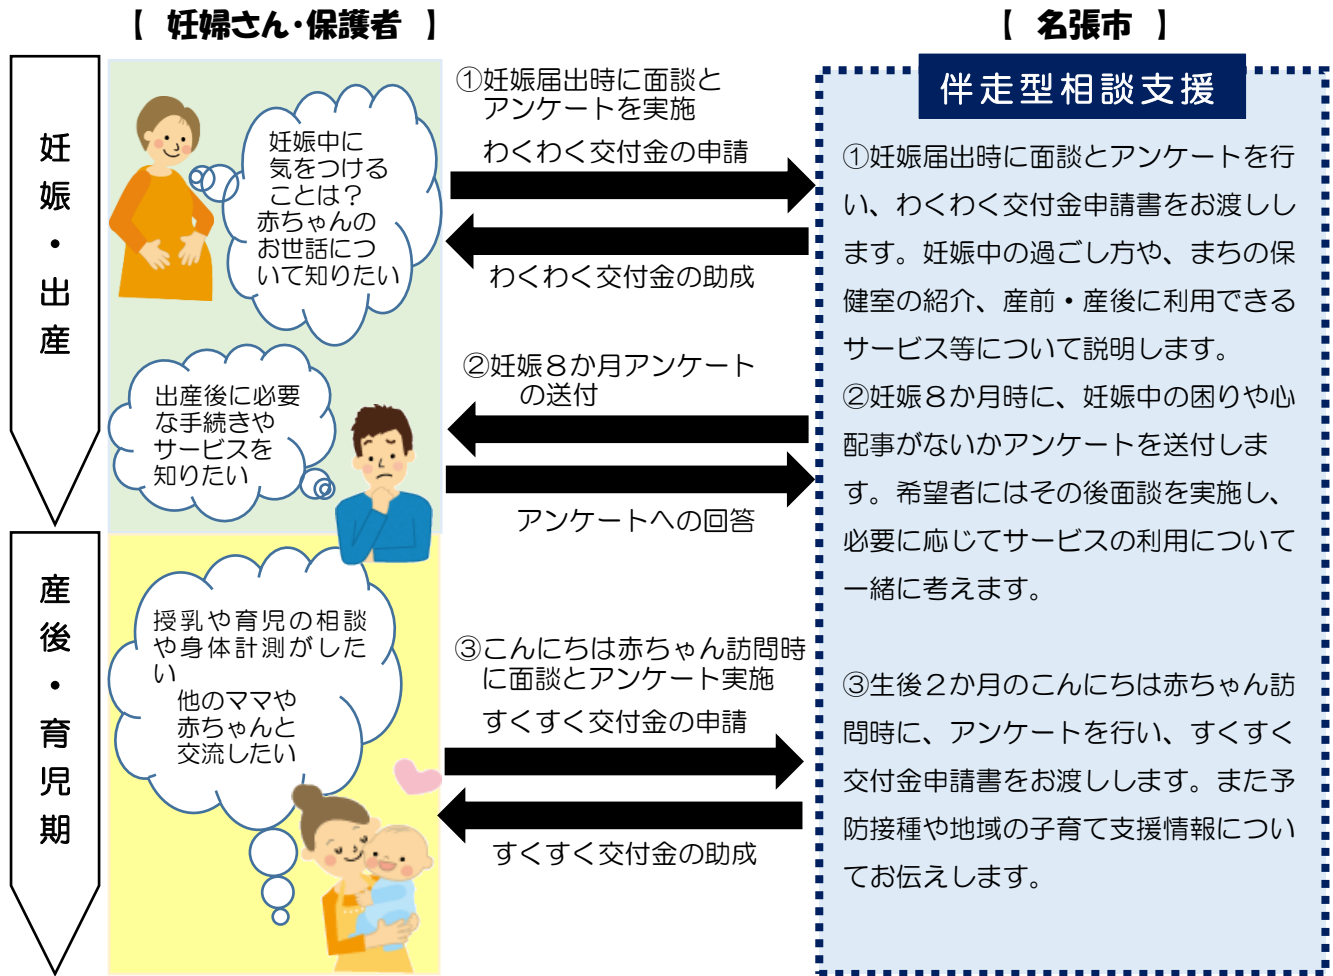 【 妊婦さん・保護者 】
【 名張市 】
妊娠・出産
妊娠中に
気をつける
ことは？
赤ちゃんの
お世話につ
いて知りたい
出産後に必要
な手続きや
サービスを
知りたい
①妊娠届出時に面談と
アンケートを実施
わくわく交付金の申請
わくわく交付金の助成
②妊娠８か月アンケート
の送付
アンケートへの回答
産後・育児期
授乳や育児の相談
や身体計測がした
い
他のママや
赤ちゃんと
交流したい
③こんにちは赤ちゃん訪問時
に面談とアンケート実施
すくすく交付金の申請
すくすく交付金の助成
伴走型相談支援
①妊娠届出時に面談とアンケートを行
い、わくわく交付金申請書をお渡しし
ます。妊娠中の過ごし方や、まちの保
健室の紹介、産前・産後に利用できる
サービス等について説明します。
②妊娠８か月時に、妊娠中の困りや心
配事がないかアンケートを送付しま
す。希望者にはその後面談を実施し、
必要に応じてサービスの利用について
一緒に考えます。
③生後２か月のこんにちは赤ちゃん訪
問時に、アンケートを行い、すくすく
交付金申請書をお渡しします。また予
防接種や地域の子育て支援情報につい
てお伝えします。